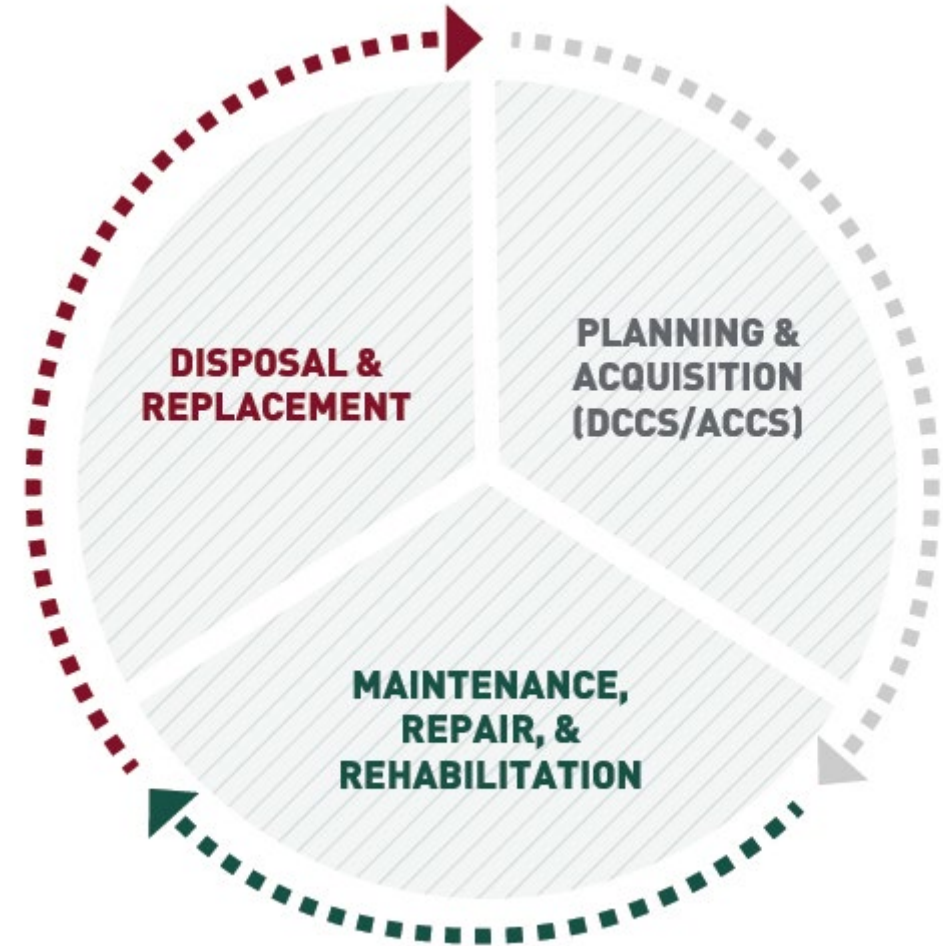 DISPOSAL &
REPLACEMENT
PLANNING &
ACQUISITION
(DCCS/ACCS)
MAINTENANCE,
REPAIR, &
REHABILITATION